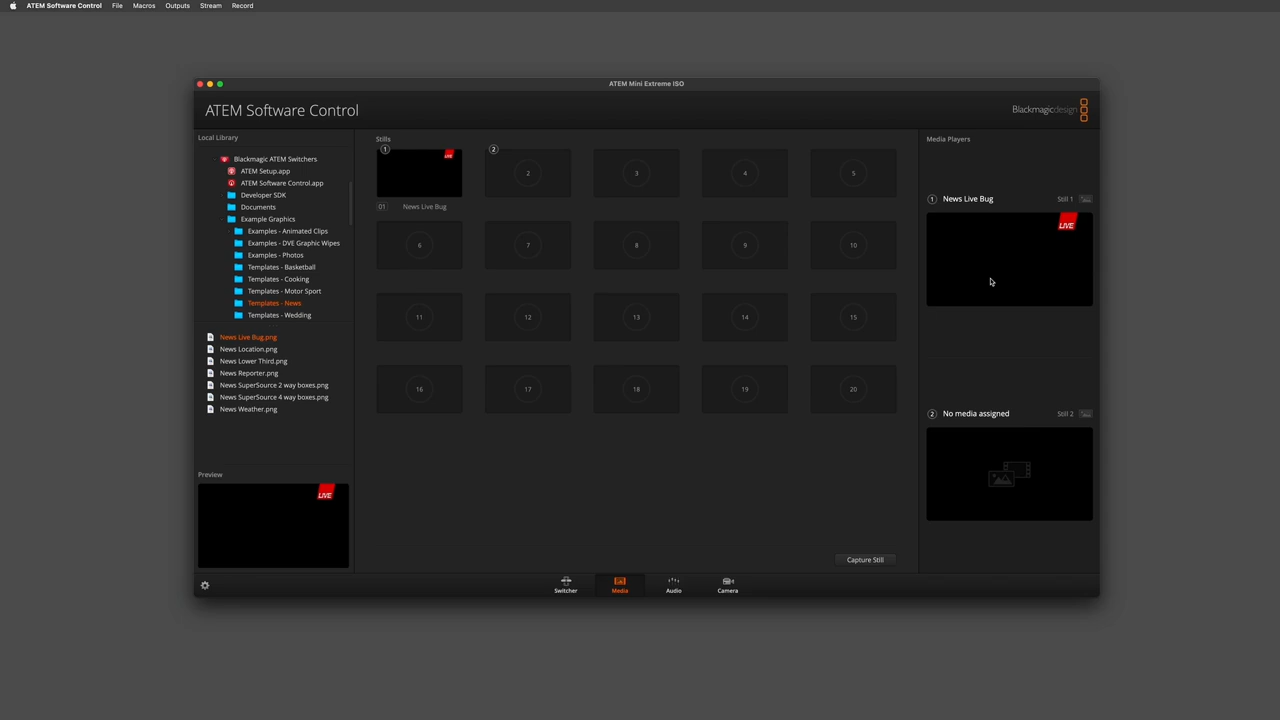 ATEM Software Control File Macros Outputs Stream Record
ATEM Mini Extreme ISO
ATEM Software Control
Blackmagicdesign
Local Library
Blackmagic ATEM Switchers
ATEM Setup.app
ATEM Software Control.app
Developer SDK
Documents
Example Graphics
Examples - Animated Clips
Examples - DVE Graphic Wipes
Examples - Photos
Templates - Basketball
Templates - Cooking
Templates - Motor Sport
Templates - News
Templates - Wedding
News Live Bug.png
News Location.png
News Lower Third.png
News Reporter.png
News SuperSource 2 way boxes.png
News SuperSource 4 way boxes.png
News Weather.png
Preview
LIVE
Stills
1 LIVE 2 2 3 4 5
01 News Live Bug
6 7 8 9 10
11 12 13 14 15
16 17 18 19 20
Capture Still
Media Players
1 News Live Bug Still 1
LIVE
2 No media assigned Still 2
Switcher Media Audio Camera